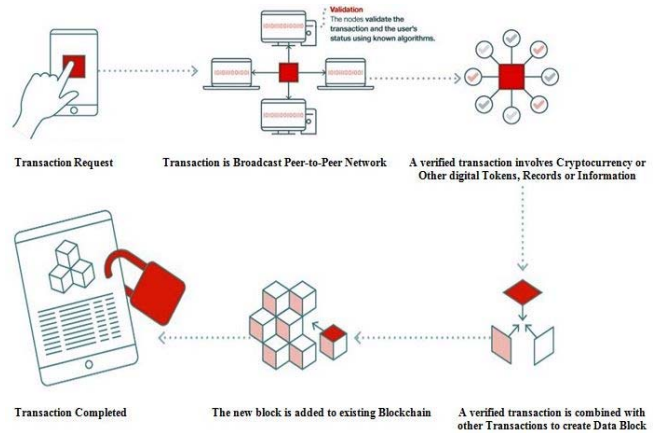 Validation
The nodes validate the
transaction and the user's
status using known algorithms.
Transaction Request
Transaction is Broadcast Peer-to-Peer Network
A verified transaction involves Cryptocurrency or
Other digital Tokens, Records or Information
Transaction Completed
The new block is added to existing Blockchain
A verified transaction is combined with
other Transactions to create Data Block